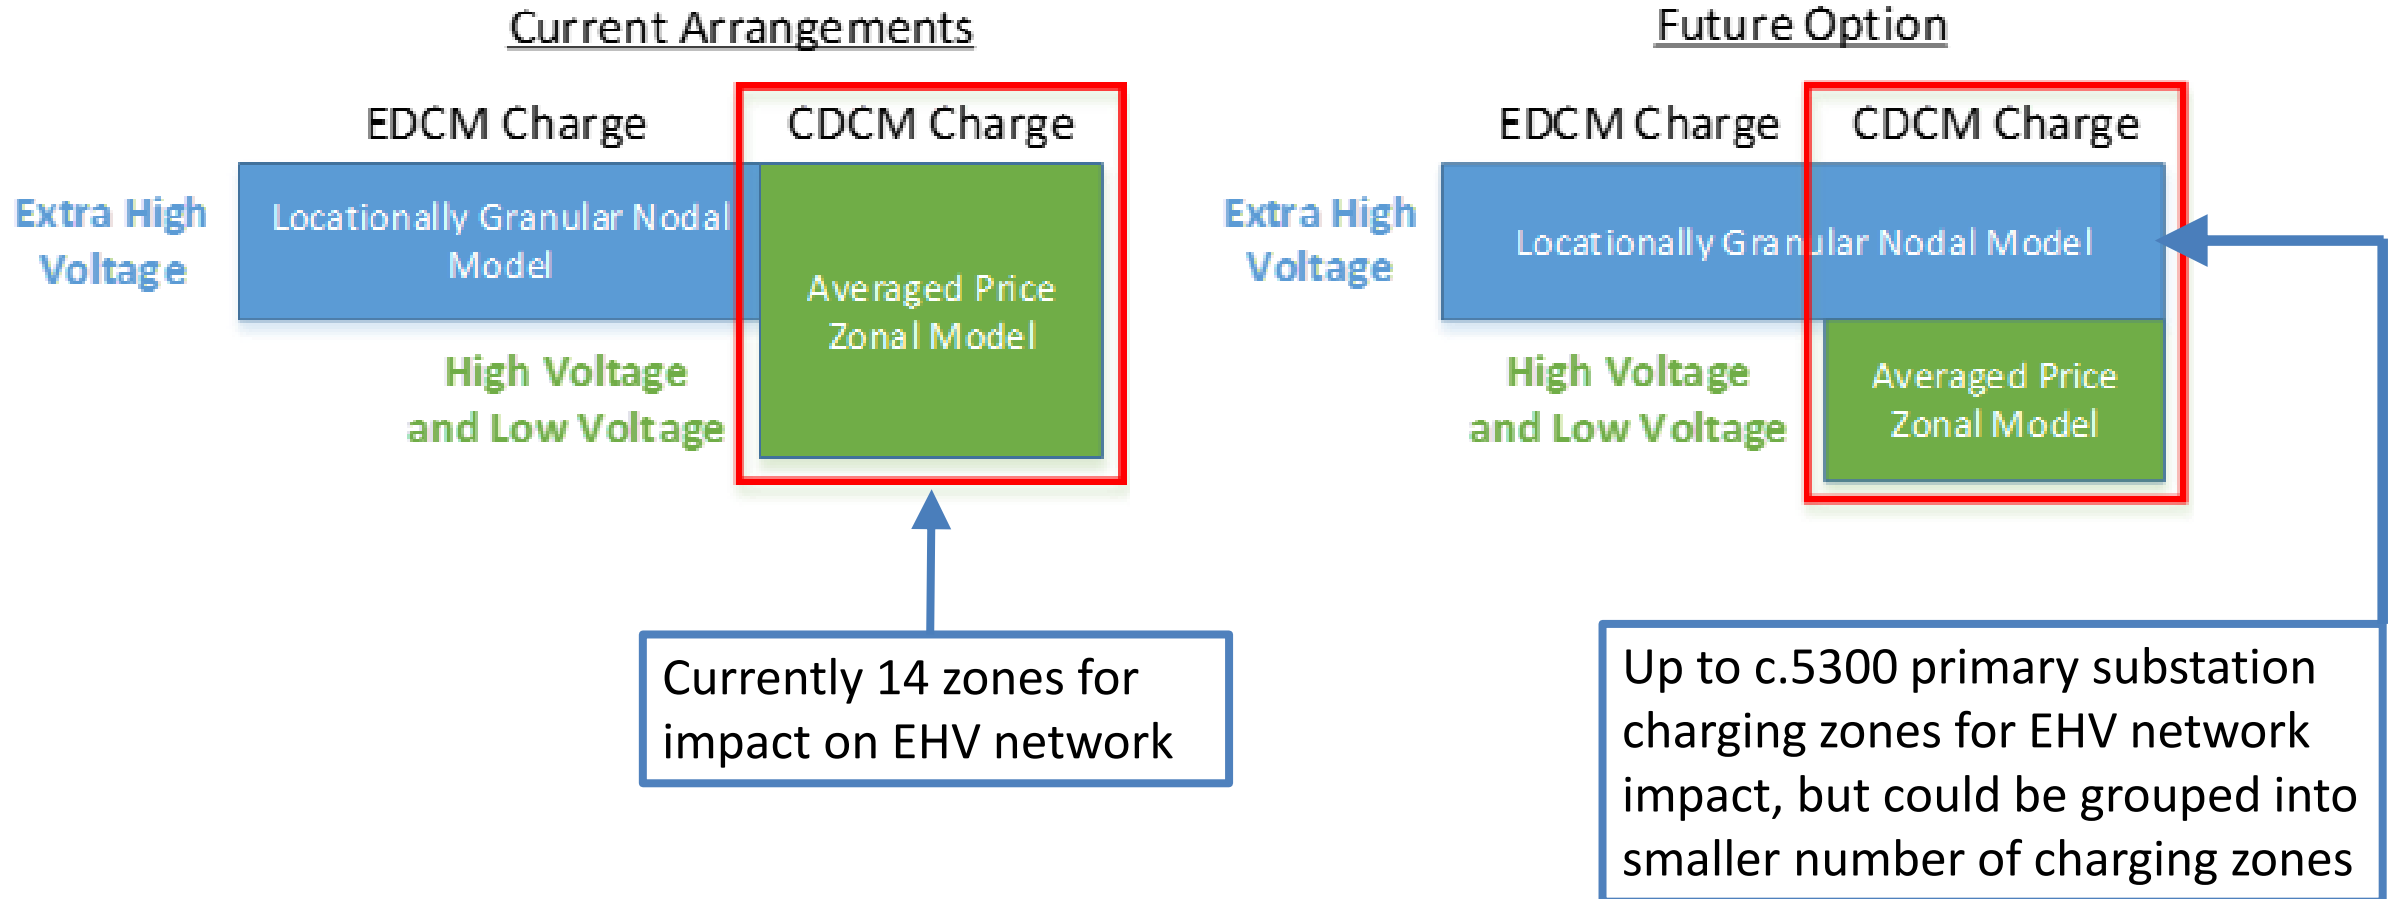 Current Arrangements
EDCM Charge
CDCM Charge
Extra High
Voltage
Locationally Granular Nodal
Model
Averaged Price
Zonal Model
High Voltage
and Low Voltage
Currently 14 zones for
impact on EHV network
Future Option
EDCM Charge
CDCM Charge
Extra High
Voltage
Locationally Granular Nodal Model
High Voltage
and Low Voltage
Averaged Price
Zonal Model
Up to c.5300 primary substation
charging zones for EHV network
impact, but could be grouped into
smaller number of charging zones